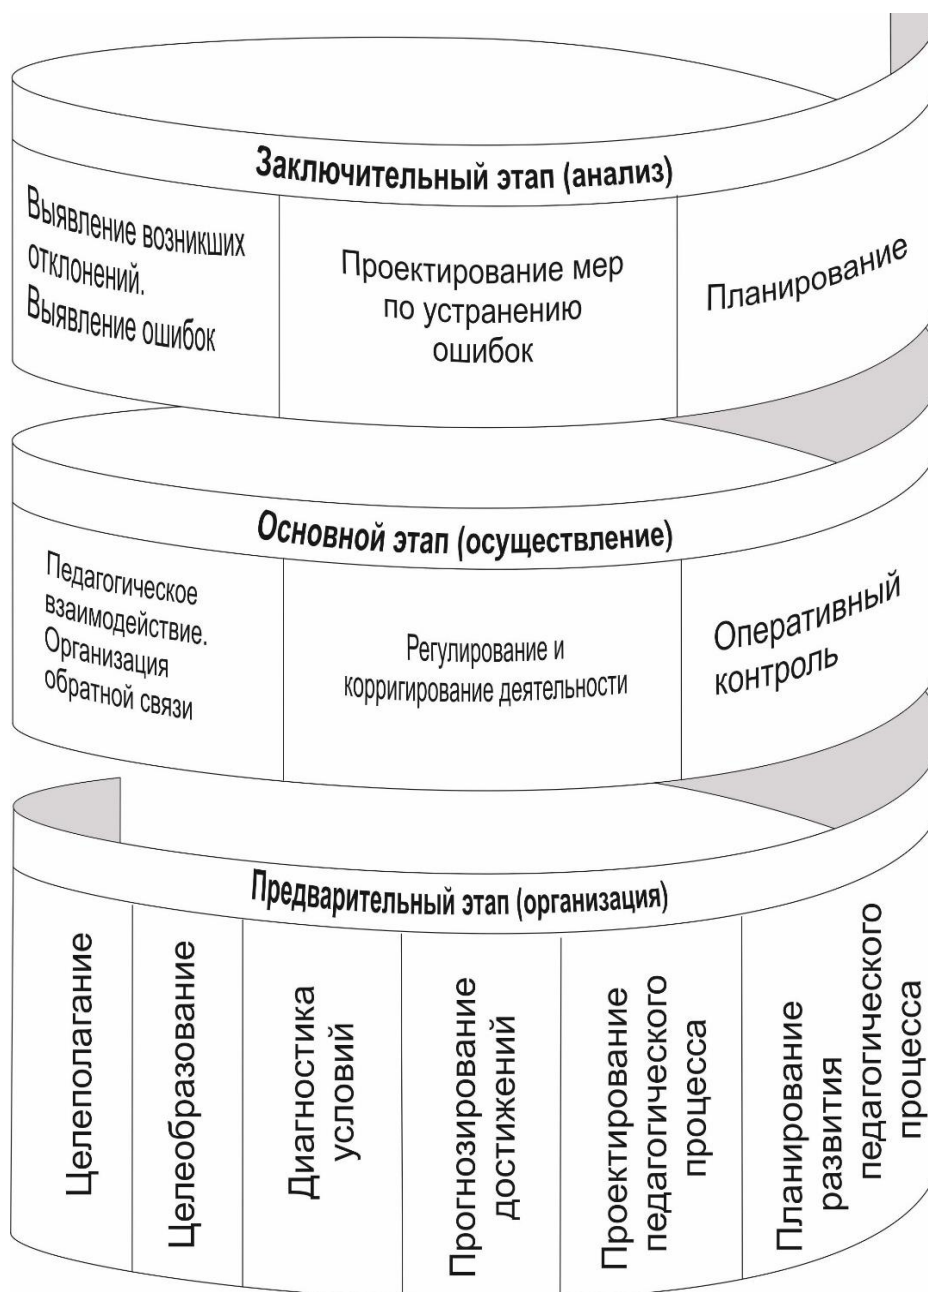 Заключительный этап (анализ)
Выявление возникших
отклонений.
Выявление ошибок
Проектирование мер
по устранению
ошибок
Планирование
Основной этап (осуществление)
Педагогическое
взаимодействие.
Организация
обратной связи
Регулирование и
корригирование деятельности
Оперативный
контроль
Предварительный этап (организация)
Целеполагание
Целеобразование
Диагностика
условий
Прогнозирование
достижений
Проектирование
педагогического
процесса
Планирование
развития
педагогического
процесса